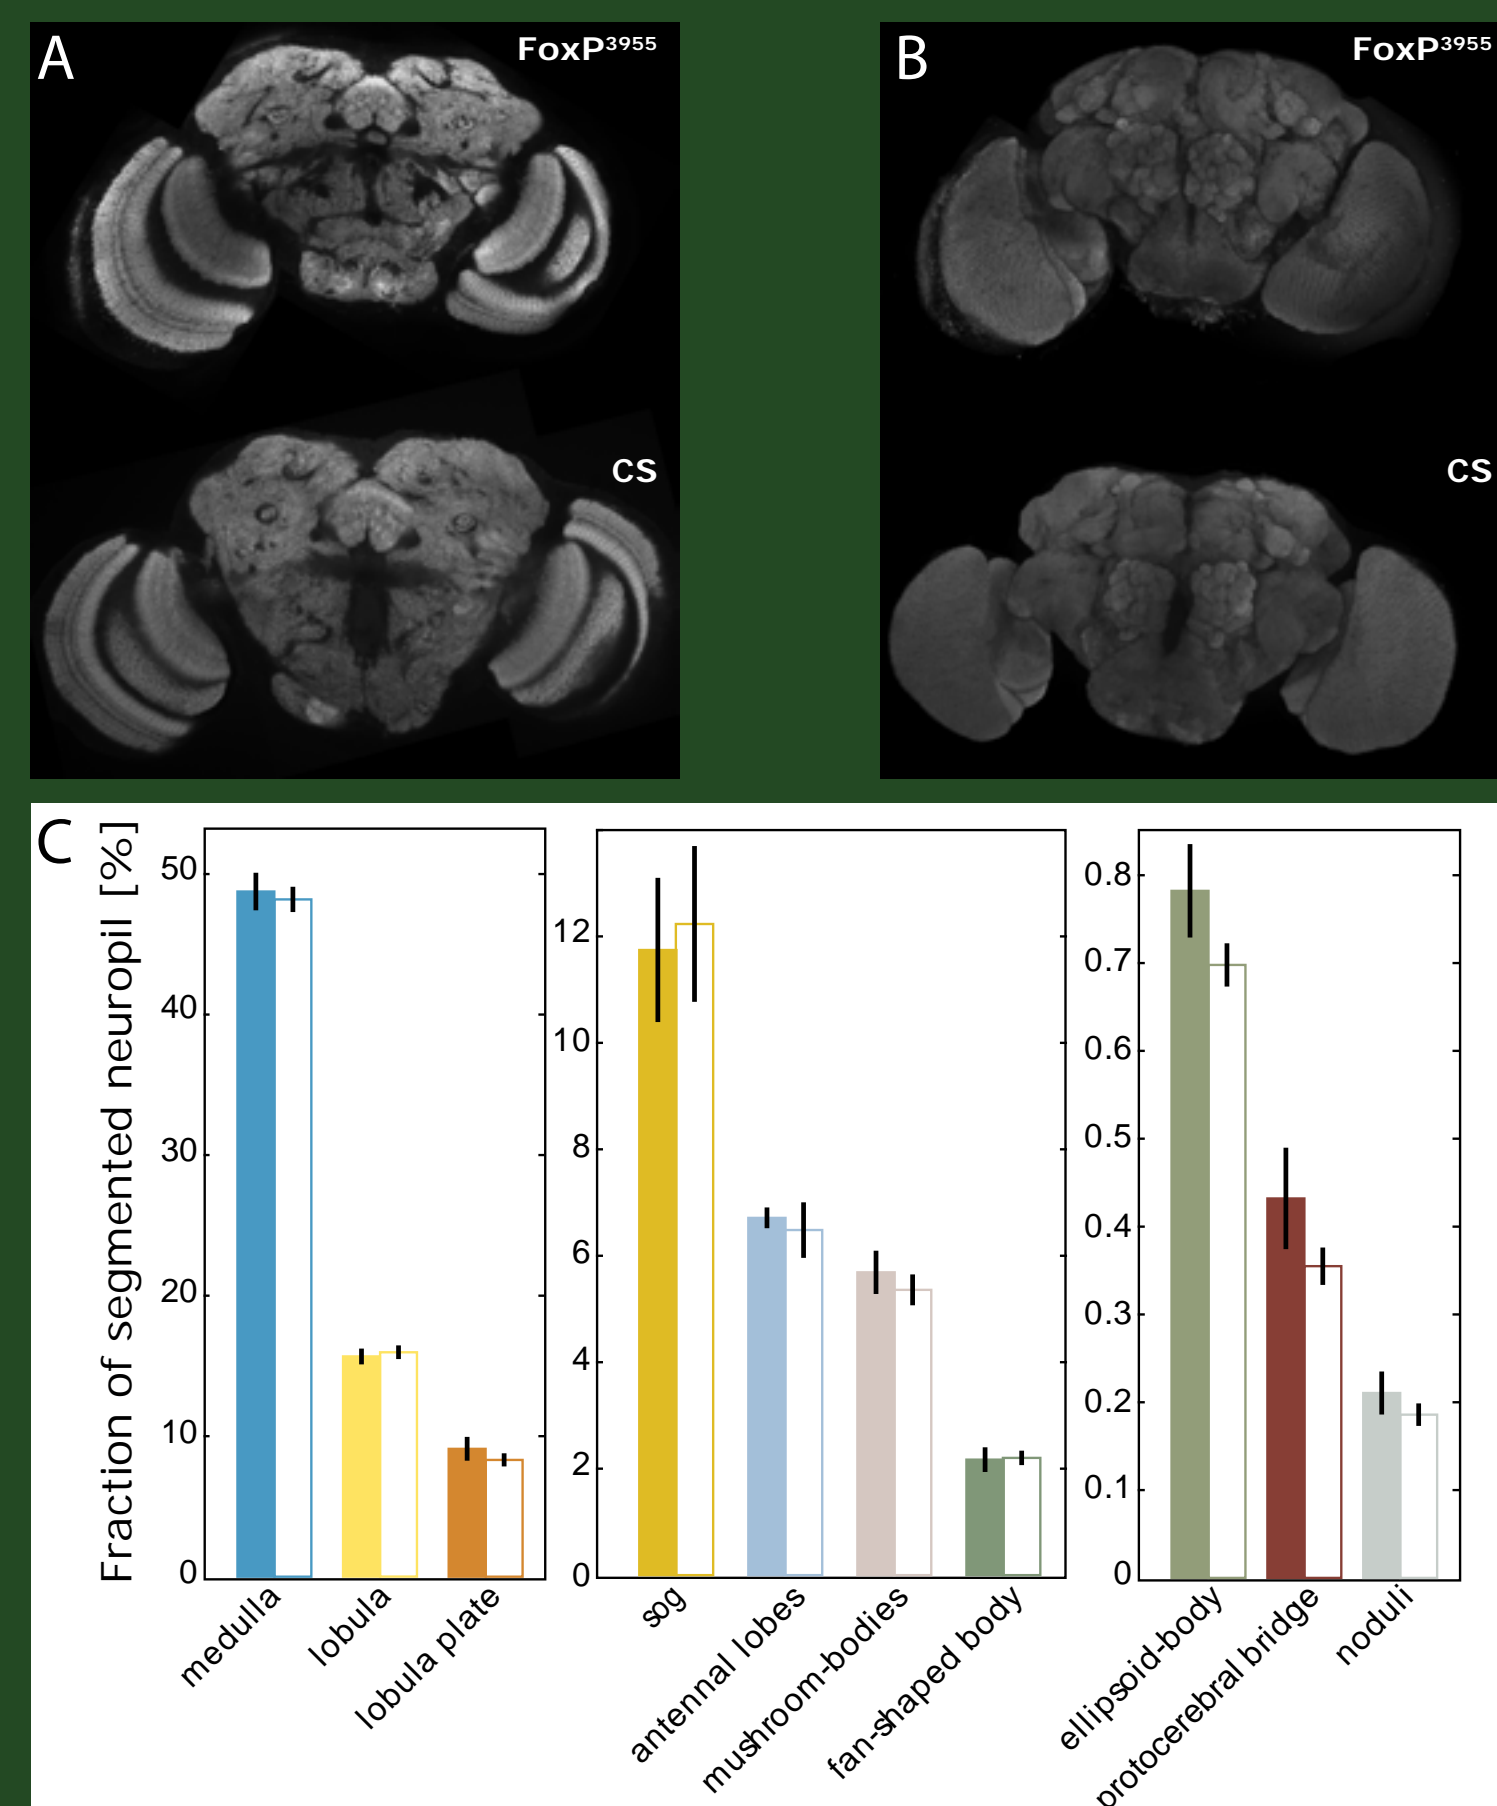 A
FoxP3955
CS
B
FoxP3955
CS
C
Fraction of segmented neuropil [%]
50
40
30
20
10
0
medulla
lobula
lobula plate
12
10
8
6
4
2
0
sog
antennal lobes
mushroom-bodies
fan-shaped body
0.8
0.7
0.6
0.5
0.4
0.3
0.2
0.1
0
ellipsoid-body
protocerebral bridge
noduli